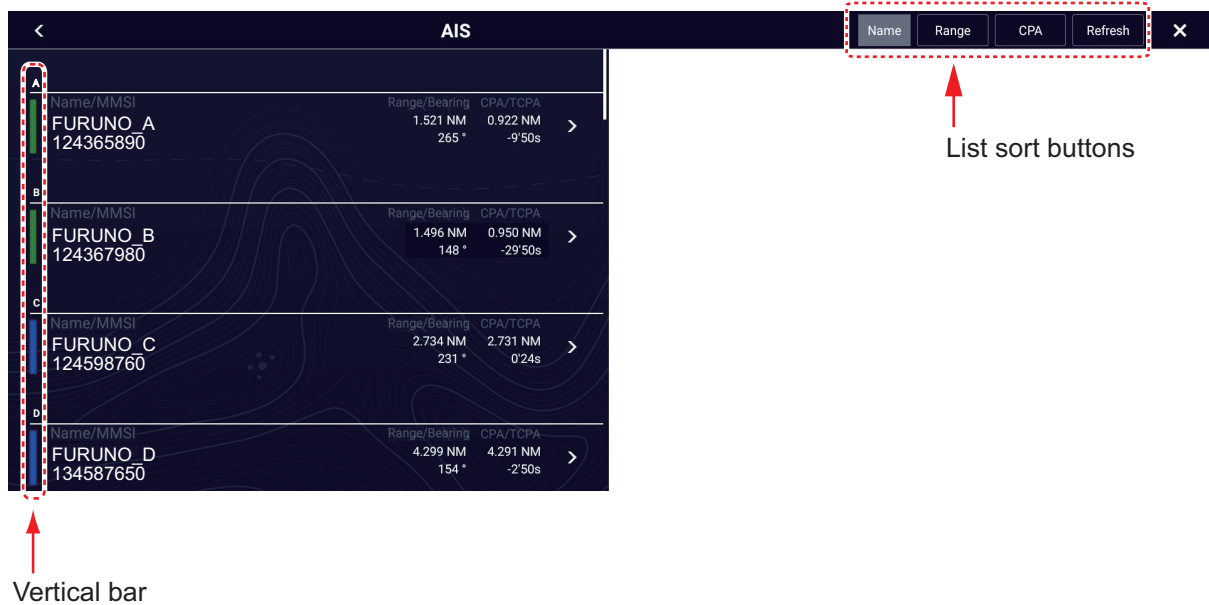 AIS
Name Range CPA Refresh
List sort buttons
A
Name/MMSI Range/Bearing CPA/TCPA
FURUNO_A 1.521 NM 0.922 NM
124365890 265 ° -9'50s
B
Name/MMSI Range/Bearing CPA/TCPA
FURUNO_B 1.496 NM 0.950 NM
124367980 148 ° -29'50s
C
Name/MMSI Range/Bearing CPA/TCPA
FURUNO_C 2.734 NM 2.731 NM
124598760 231 ° 0'24s
D
Name/MMSI Range/Bearing CPA/TCPA
FURUNO_D 4.299 NM 4.291 NM
134587650 154 ° -2'50s
Vertical bar